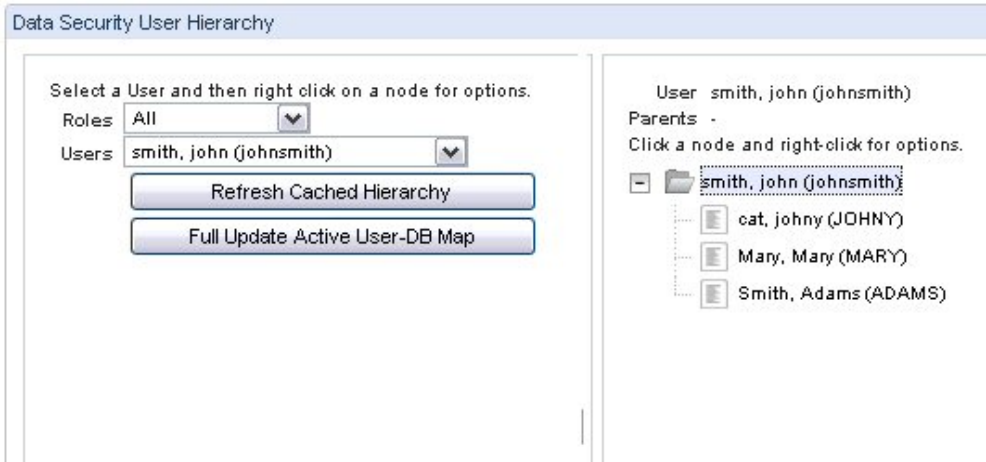 Data Security User Hierarchy
Select a User and then right click on a node for options.
Roles All
Users smith, john (johnsmith)
Refresh Cached Hierarchy
Full Update Active User-DB Map
User smith, john (johnsmith)
Parents -
Click a node and right-click for options.
smith, john (johnsmith)
cat, johny (JOHNY)
Mary, Mary (MARY)
Smith, Adams (ADAMS)